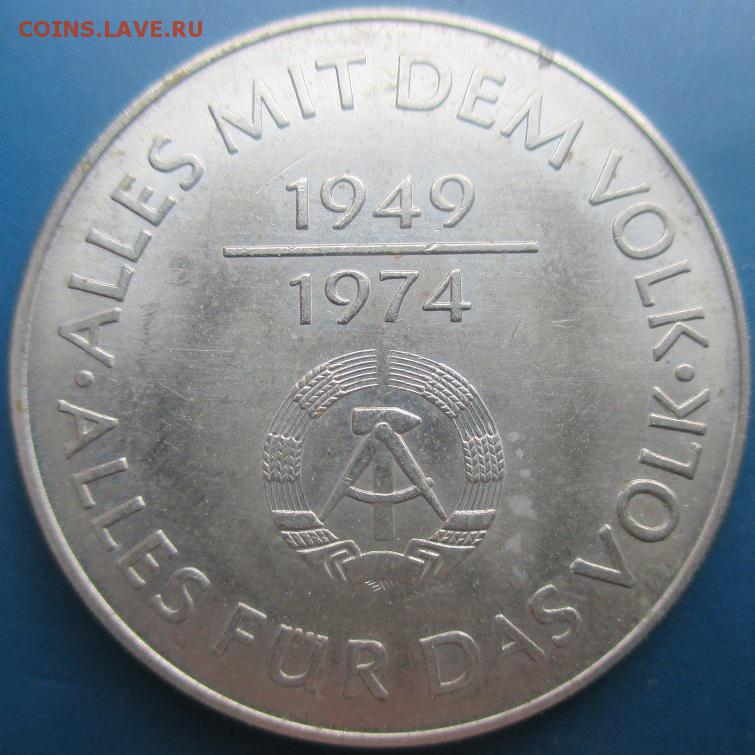 COINS.LAVE.RU
· ALLES MIT DEM VOLK ·
1949
1974
ALLES FÜR DAS VOLK